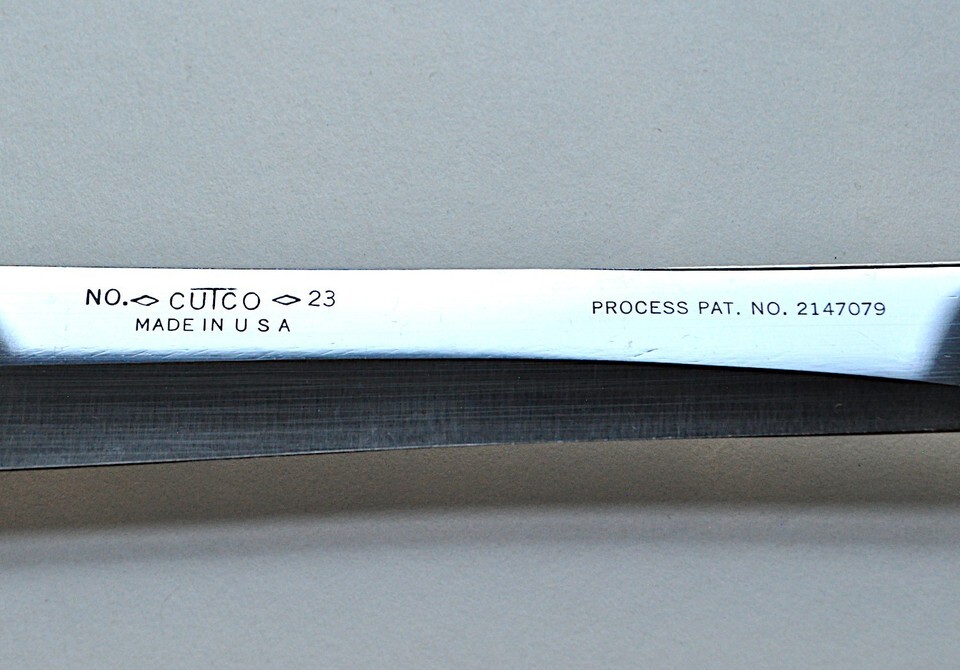 NO. ◇ CUTCO ◇ 23
MADE IN U S A
PROCESS PAT. NO. 2147079